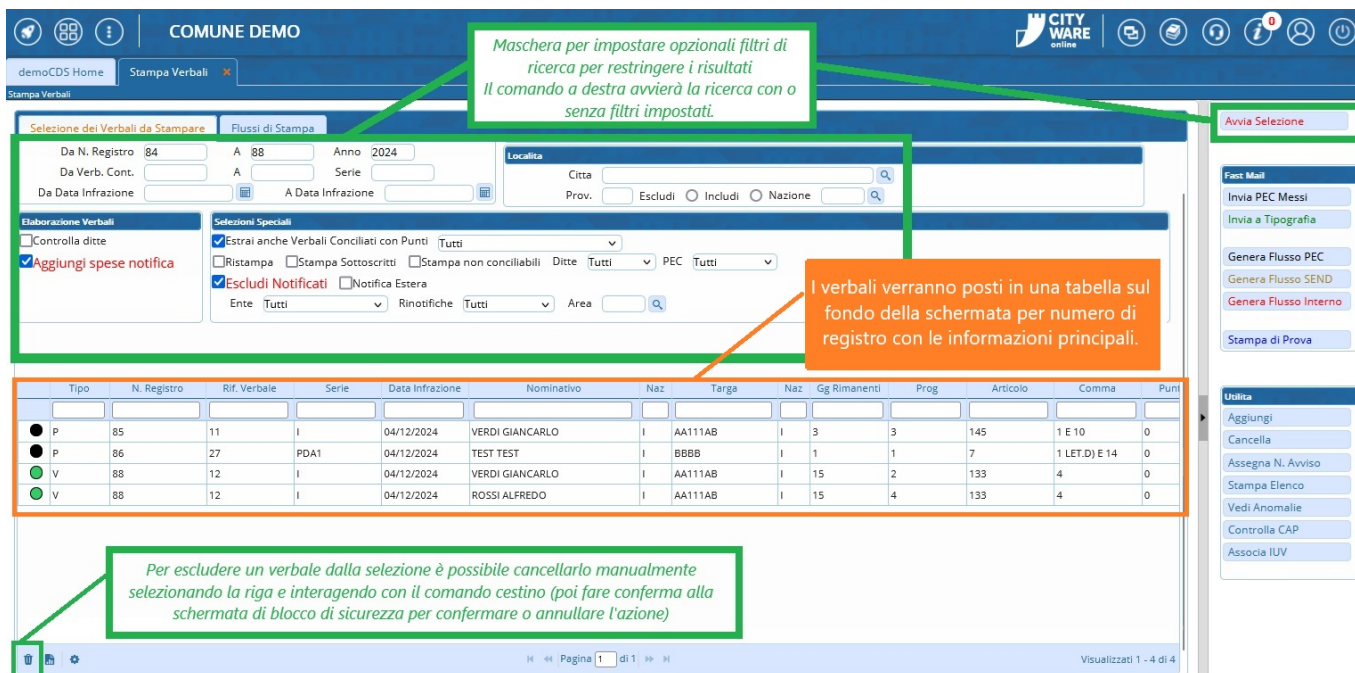 COMUNE DEMO
CITY
WARE
online
0
demoCDS Home
Stampa Verbali
Stampa Verbali
Maschera per impostare opzionali filtri di
ricerca per restringere i risultati
Il comando a destra avvierà la ricerca con o
senza filtri impostati.
Selezione dei Verbali da Stampare
Flussi di Stampa
Da N. Registro 84 A 88 Anno 2024
Da Verb. Cont. A Serie
Da Data Infrazione A Data Infrazione
Localita
Citta
Prov. Escludi Includi Nazione
Elaborazione Verbali
Controlla ditte
Aggiungi spese notifica
Selezioni Speciali
Estrai anche Verbali Conciliati con Punti Tutti
Ristampa Stampa Sottoscritti Stampa non conciliabili Ditte Tutti PEC Tutti
Escludi Notificati Notifica Estera
Ente Tutti Rinotifiche Tutti Area
I verbali verranno posti in una tabella sul
fondo della schermata per numero di
registro con le informazioni principali.
Tipo N. Registro Rif. Verbale Serie Data Infrazione Nominativo Naz Targa Naz Gg Rimanenti Prog Articolo Comma Punt
P 85 11 I 04/12/2024 VERDI GIANCARLO I AA111AB I 3 3 145 1 E 10 0
P 86 27 PDA1 04/12/2024 TEST TEST I BBBB I 1 1 7 1 LET.D) E 14 0
V 88 12 I 04/12/2024 VERDI GIANCARLO I AA111AB I 15 2 133 4 0
V 88 12 I 04/12/2024 ROSSI ALFREDO I AA111AB I 15 4 133 4 0
Per escludere un verbale dalla selezione è possibile cancellarlo manualmente
selezionando la riga e interagendo con il comando cestino (poi fare conferma alla
schermata di blocco di sicurezza per confermare o annullare l'azione)
Pagina 1 di 1
Visualizzati 1 - 4 di 4
Avvia Selezione
Fast Mail
Invia PEC Messi
Invia a Tipografia
Genera Flusso PEC
Genera Flusso SEND
Genera Flusso Interno
Stampa di Prova
Utilita
Aggiungi
Cancella
Assegna N. Avviso
Stampa Elenco
Vedi Anomalie
Controlla CAP
Associa IUV